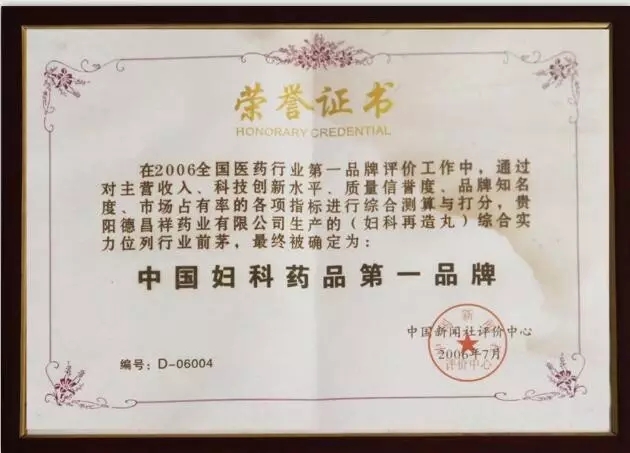 荣誉证书
HONORARY CREDENTIAL
在2006全国医药行业第一品牌评价工作中，通过
对主营收入、科技创新水平、质量信誉度、品牌知名
度、市场占有率的各项指标进行综合测算与打分，贵
阳德昌祥药业有限公司生产的（妇科再造丸）综合实
力位列行业前茅，最终被确定为：
中国妇科药品第一品牌
中国新闻社评价中心
2006年7月
评价中心
编号：D-06004